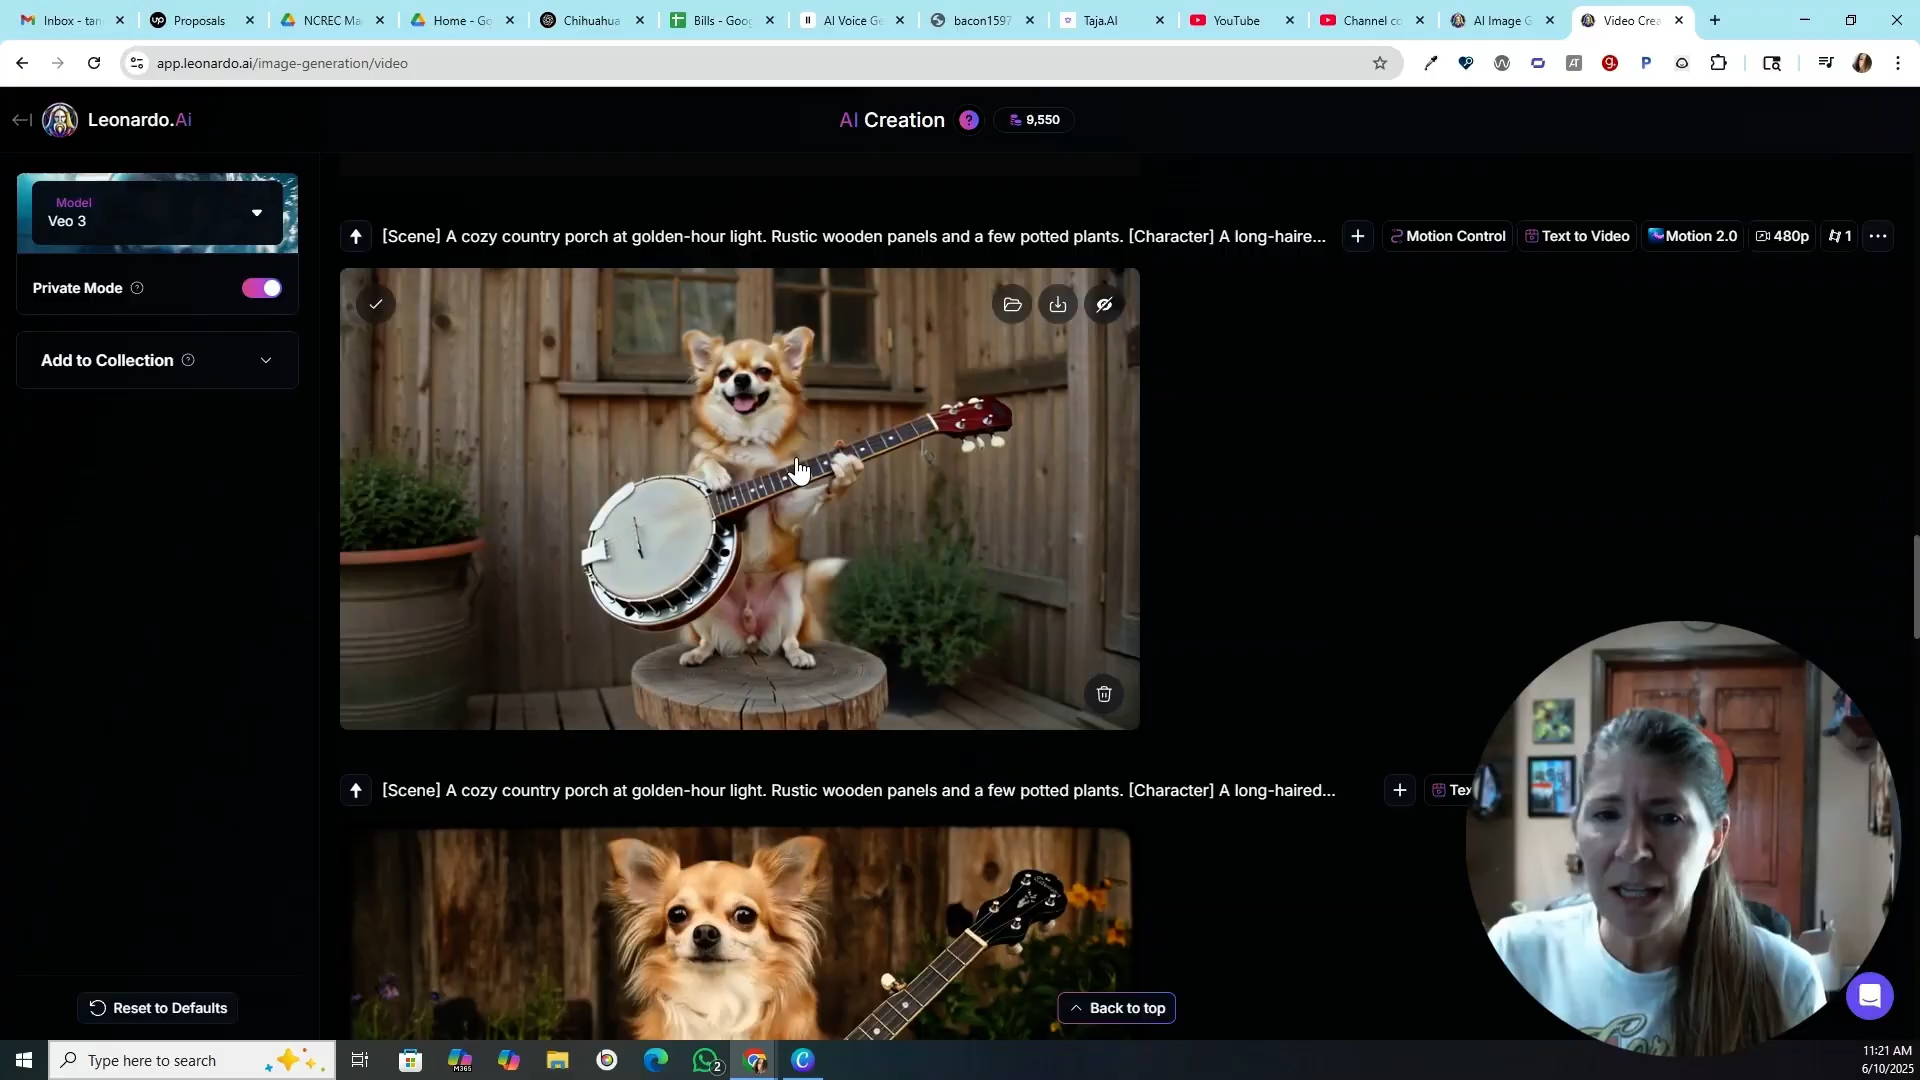 Inbox - tan
Proposals
NCREC Ma
Home - Go
Chihuahua
Bills - Goog
AI Voice Ge
bacon1597
Taja.AI
YouTube
Channel co
AI Image G
Video Crea
app.leonardo.ai/image-generation/video
Leonardo.Ai
AI Creation
?
9,550
Model
Veo 3
Private Mode
Add to Collection
[Scene] A cozy country porch at golden-hour light. Rustic wooden panels and a few potted plants. [Character] A long-haire...
Motion Control
Text to Video
Motion 2.0
480p
1
[Scene] A cozy country porch at golden-hour light. Rustic wooden panels and a few potted plants. [Character] A long-haired...
Tex
Reset to Defaults
Back to top
Type here to search
M365
2
11:21 AM
6/10/2025